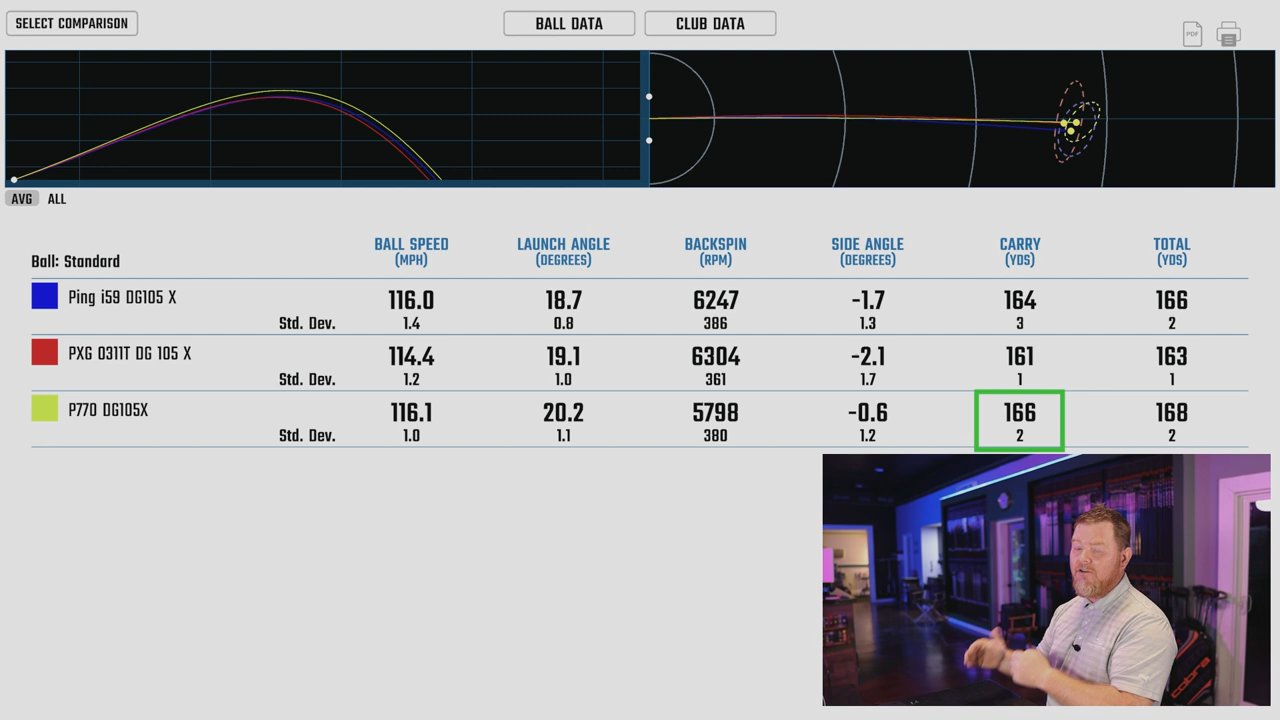 SELECT COMPARISON
BALL DATA
CLUB DATA
PDF
AVG ALL
Ball: Standard
BALL SPEED (MPH)
LAUNCH ANGLE (DEGREES)
BACKSPIN (RPM)
SIDE ANGLE (DEGREES)
CARRY (YDS)
TOTAL (YDS)
Ping i59 DG105 X 116.0 18.7 6247 -1.7 164 166
Std. Dev. 1.4 0.8 386 1.3 3 2
PXG 0311T DG 105 X 114.4 19.1 6304 -2.1 161 163
Std. Dev. 1.2 1.0 361 1.7 1 1
P770 DG105X 116.1 20.2 5798 -0.6 166 168
Std. Dev. 1.0 1.1 380 1.2 2 2
cobra